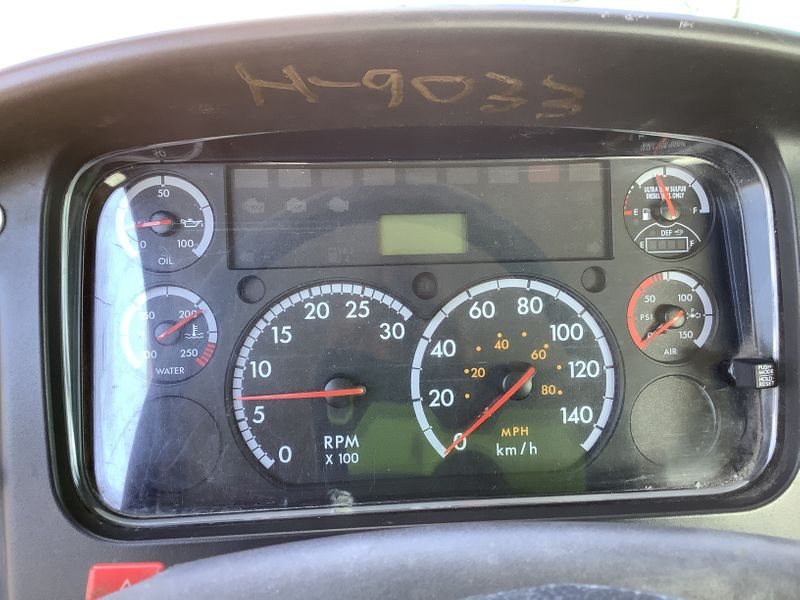 H-9033
50
0 100
OIL
200
150
100 250
WATER
0 5 10 15 20 25 30
RPM
X 100
0 20 40 60 80 100 120 140
20 40 60 80
MPH
km/h
ULTRA LOW SULFUR
DIESEL FUEL ONLY
E F
DEF
E F
50 100
PSI
0 150
AIR
PUSH-
MODE
HOLD-
RESET